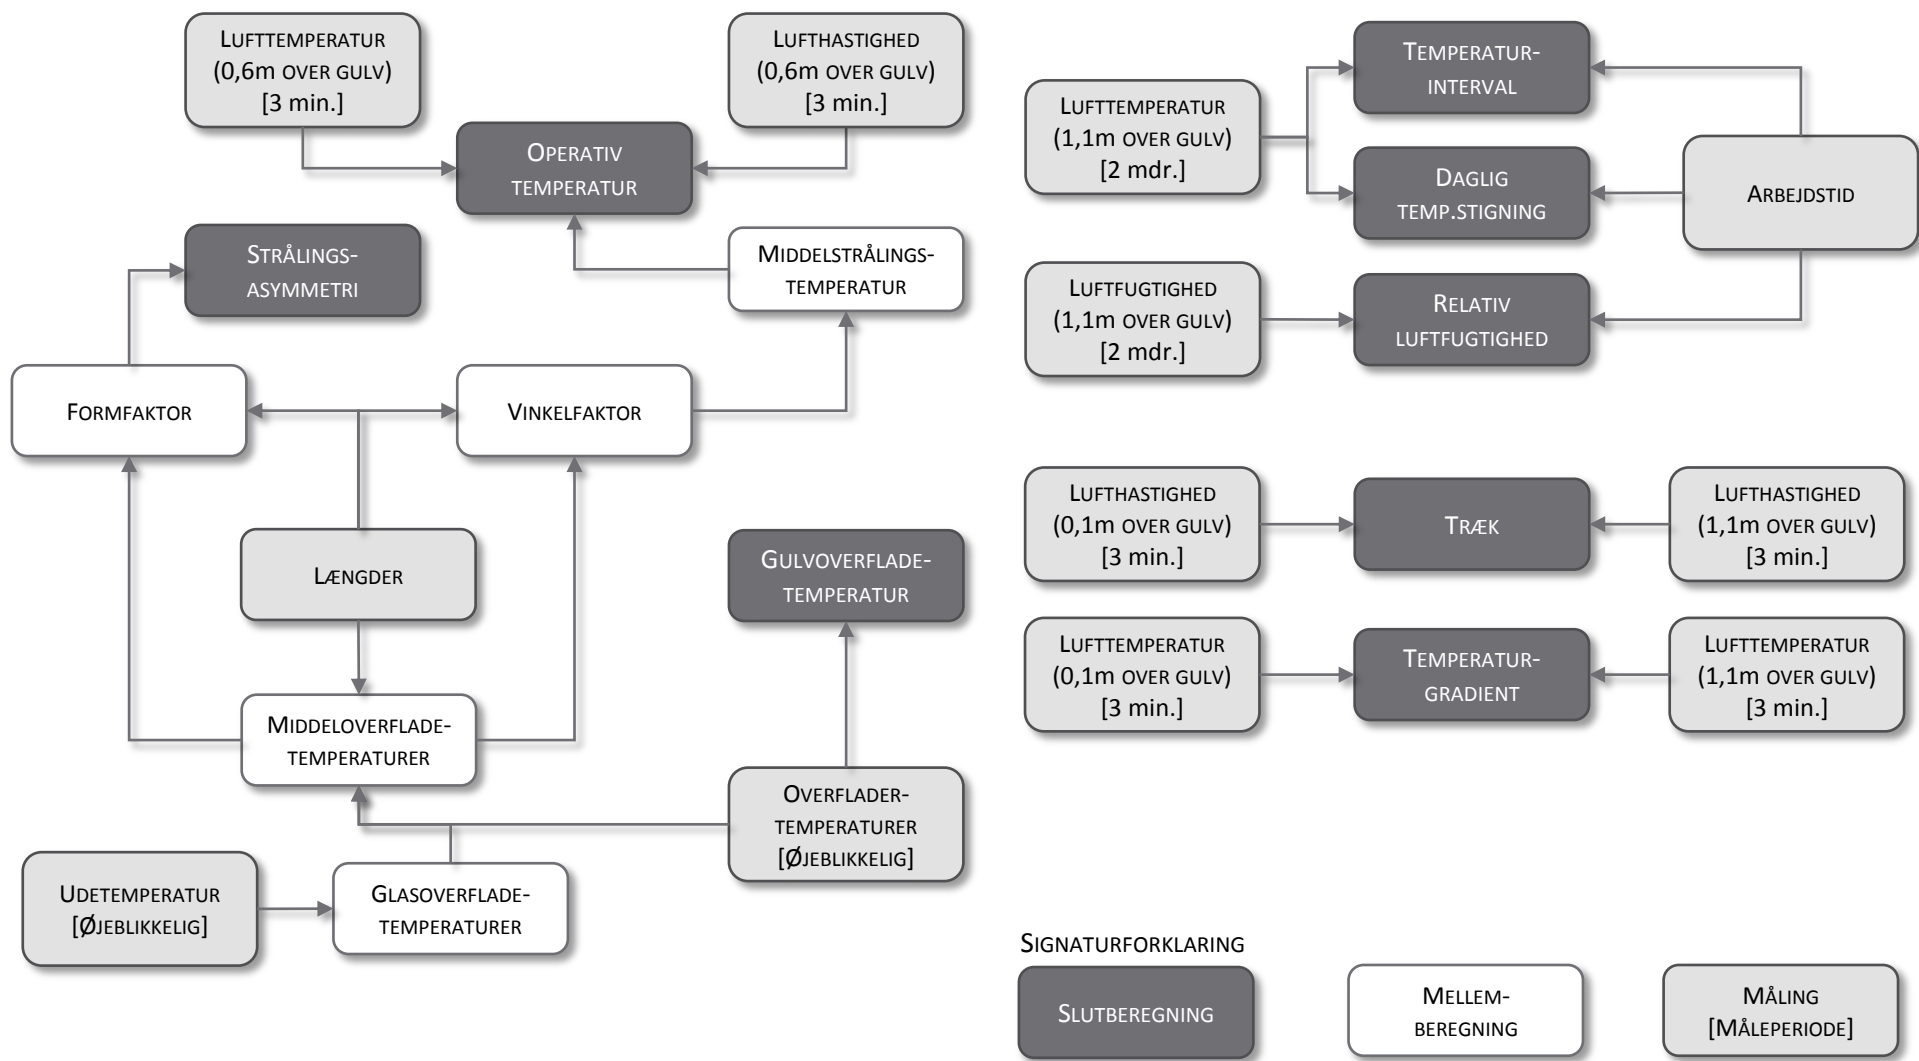 Lufttemperatur
(0,6m over gulv)
[3 min.]
Lufthastighed
(0,6m over gulv)
[3 min.]
Operativ
temperatur
Strålings-
asymmetri
Middelstrålings-
temperatur
Formfaktor
Vinkelfaktor
Længder
Gulvoverflade-
temperatur
Middeloverflade-
temperaturer
Overflader-
temperaturer
[Øjeblikkelig]
Udetemperatur
[Øjeblikkelig]
Glasoverflade-
temperaturer
Lufttemperatur
(1,1m over gulv)
[2 mdr.]
Temperatur-
interval
Daglig
temp.stigning
Arbejdstid
Luftfugtighed
(1,1m over gulv)
[2 mdr.]
Relativ
luftfugtighed
Lufthastighed
(0,1m over gulv)
[3 min.]
Træk
Lufthastighed
(1,1m over gulv)
[3 min.]
Lufttemperatur
(0,1m over gulv)
[3 min.]
Temperatur-
gradient
Lufttemperatur
(1,1m over gulv)
[3 min.]
Signaturforklaring
Slutberegning
Mellem-
beregning
Måling
[Måleperiode]